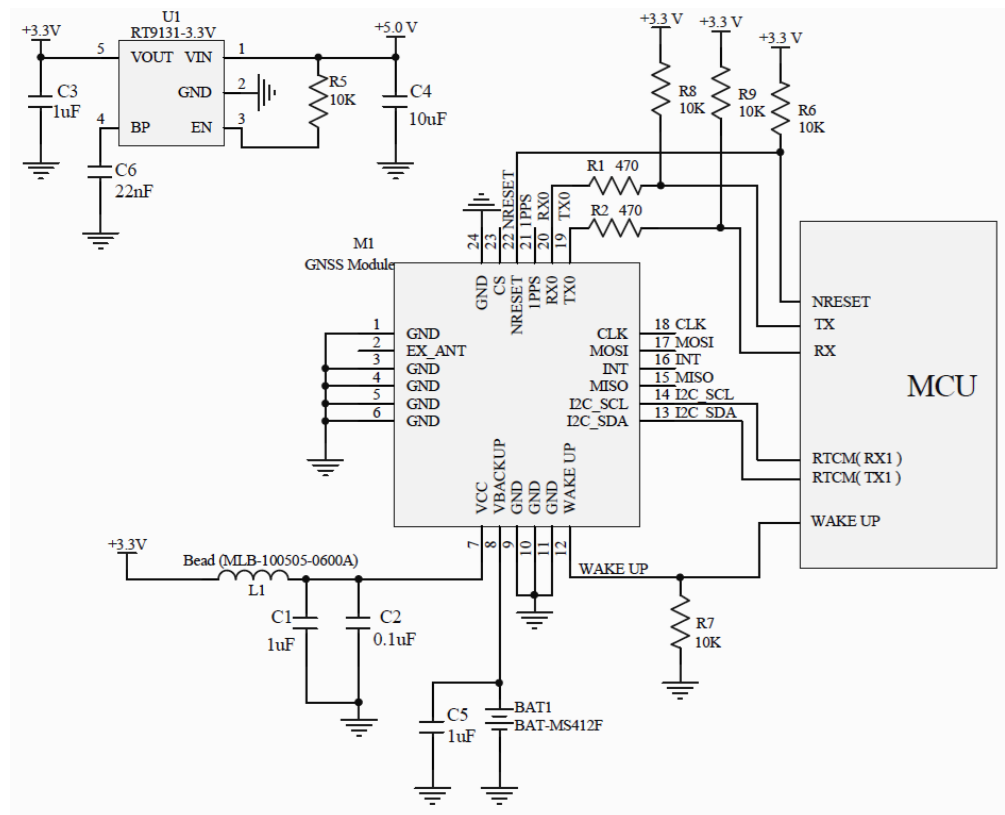 U1
RT9131-3.3V
+3.3V
5
VOUT
VIN
1
+5.0 V
GND
2
4
BP
EN
3
C3
1uF
C6
22nF
R5
10K
C4
10uF
+3.3 V
+3.3 V
+3.3 V
R8
10K
R9
10K
R6
10K
R1 470
R2 470
24
23
22 NRESET
21 1PPS
20 RX0
19 TX0
M1
GNSS Module
GND
CS
NRESET
1PPS
RX0
TX0
1 GND
2 EX_ANT
3 GND
4 GND
5 GND
6 GND
CLK 18 CLK
MOSI 17 MOSI
INT 16 INT
MISO 15 MISO
I2C_SCL 14 I2C_SCL
I2C_SDA 13 I2C_SDA
VCC
VBACKUP
GND
GND
GND
WAKE UP
7
8
9
10
11
12
WAKE UP
NRESET
TX
RX
MCU
RTCM( RX1 )
RTCM( TX1 )
WAKE UP
+3.3V
Bead (MLB-100505-0600A)
L1
C1
1uF
C2
0.1uF
R7
10K
C5
1uF
BAT1
BAT-MS412F